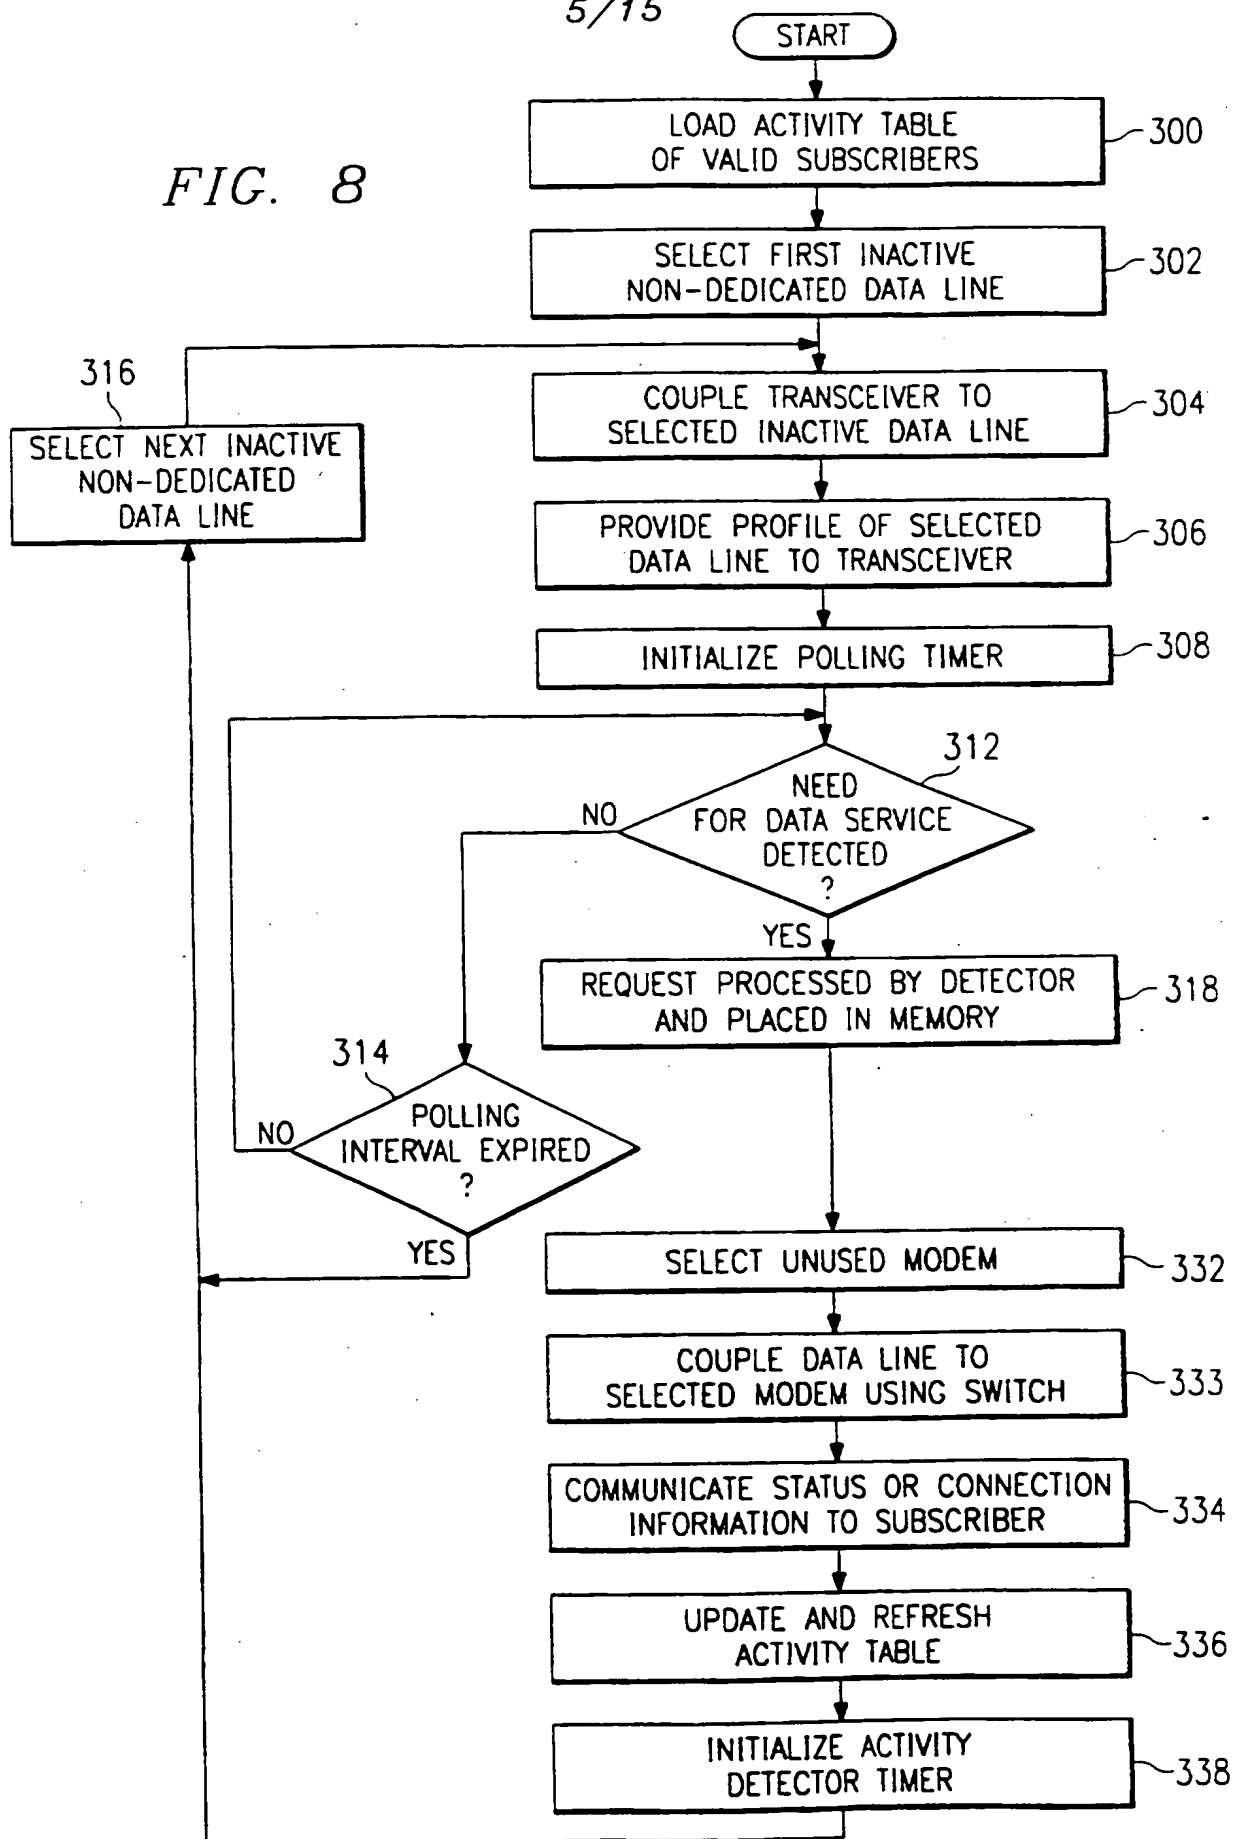 5/15
START
FIG. 8
LOAD ACTIVITY TABLE
OF VALID SUBSCRIBERS
300
SELECT FIRST INACTIVE
NON-DEDICATED DATA LINE
302
316
SELECT NEXT INACTIVE
NON-DEDICATED
DATA LINE
COUPLE TRANSCEIVER TO
SELECTED INACTIVE DATA LINE
304
PROVIDE PROFILE OF SELECTED
DATA LINE TO TRANSCEIVER
306
INITIALIZE POLLING TIMER
308
312
NEED
FOR DATA SERVICE
DETECTED
?
NO
YES
REQUEST PROCESSED BY DETECTOR
AND PLACED IN MEMORY
318
314
POLLING
INTERVAL EXPIRED
?
NO
YES
SELECT UNUSED MODEM
332
COUPLE DATA LINE TO
SELECTED MODEM USING SWITCH
333
COMMUNICATE STATUS OR CONNECTION
INFORMATION TO SUBSCRIBER
334
UPDATE AND REFRESH
ACTIVITY TABLE
336
INITIALIZE ACTIVITY
DETECTOR TIMER
338